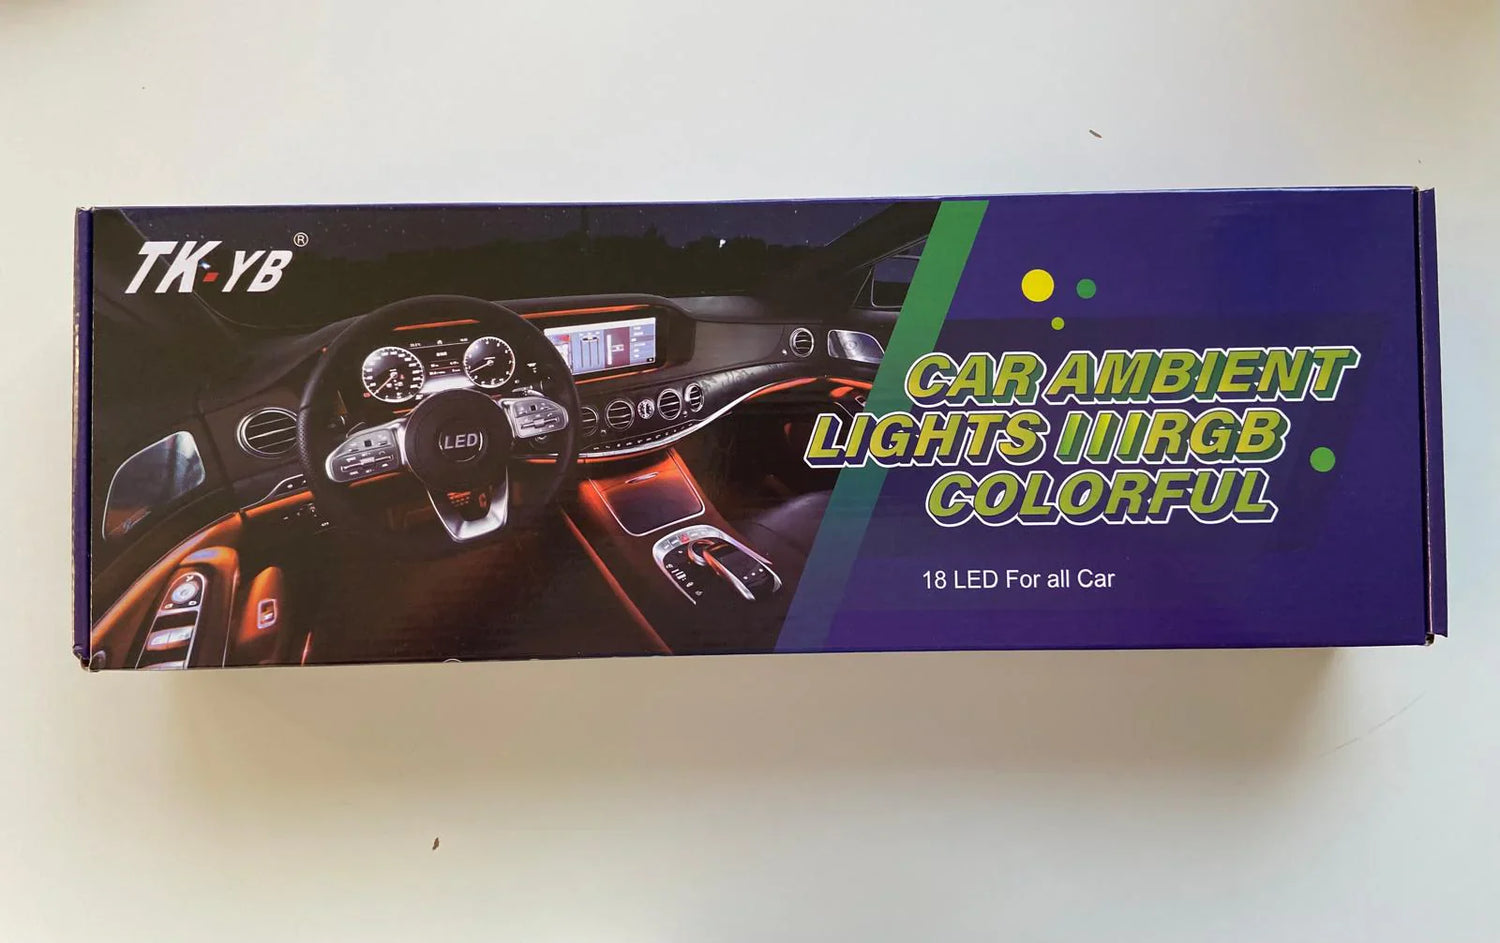 TK-YB®
LED
CAR AMBIENT
LIGHTS IIIRGB
COLORFUL
18 LED For all Car